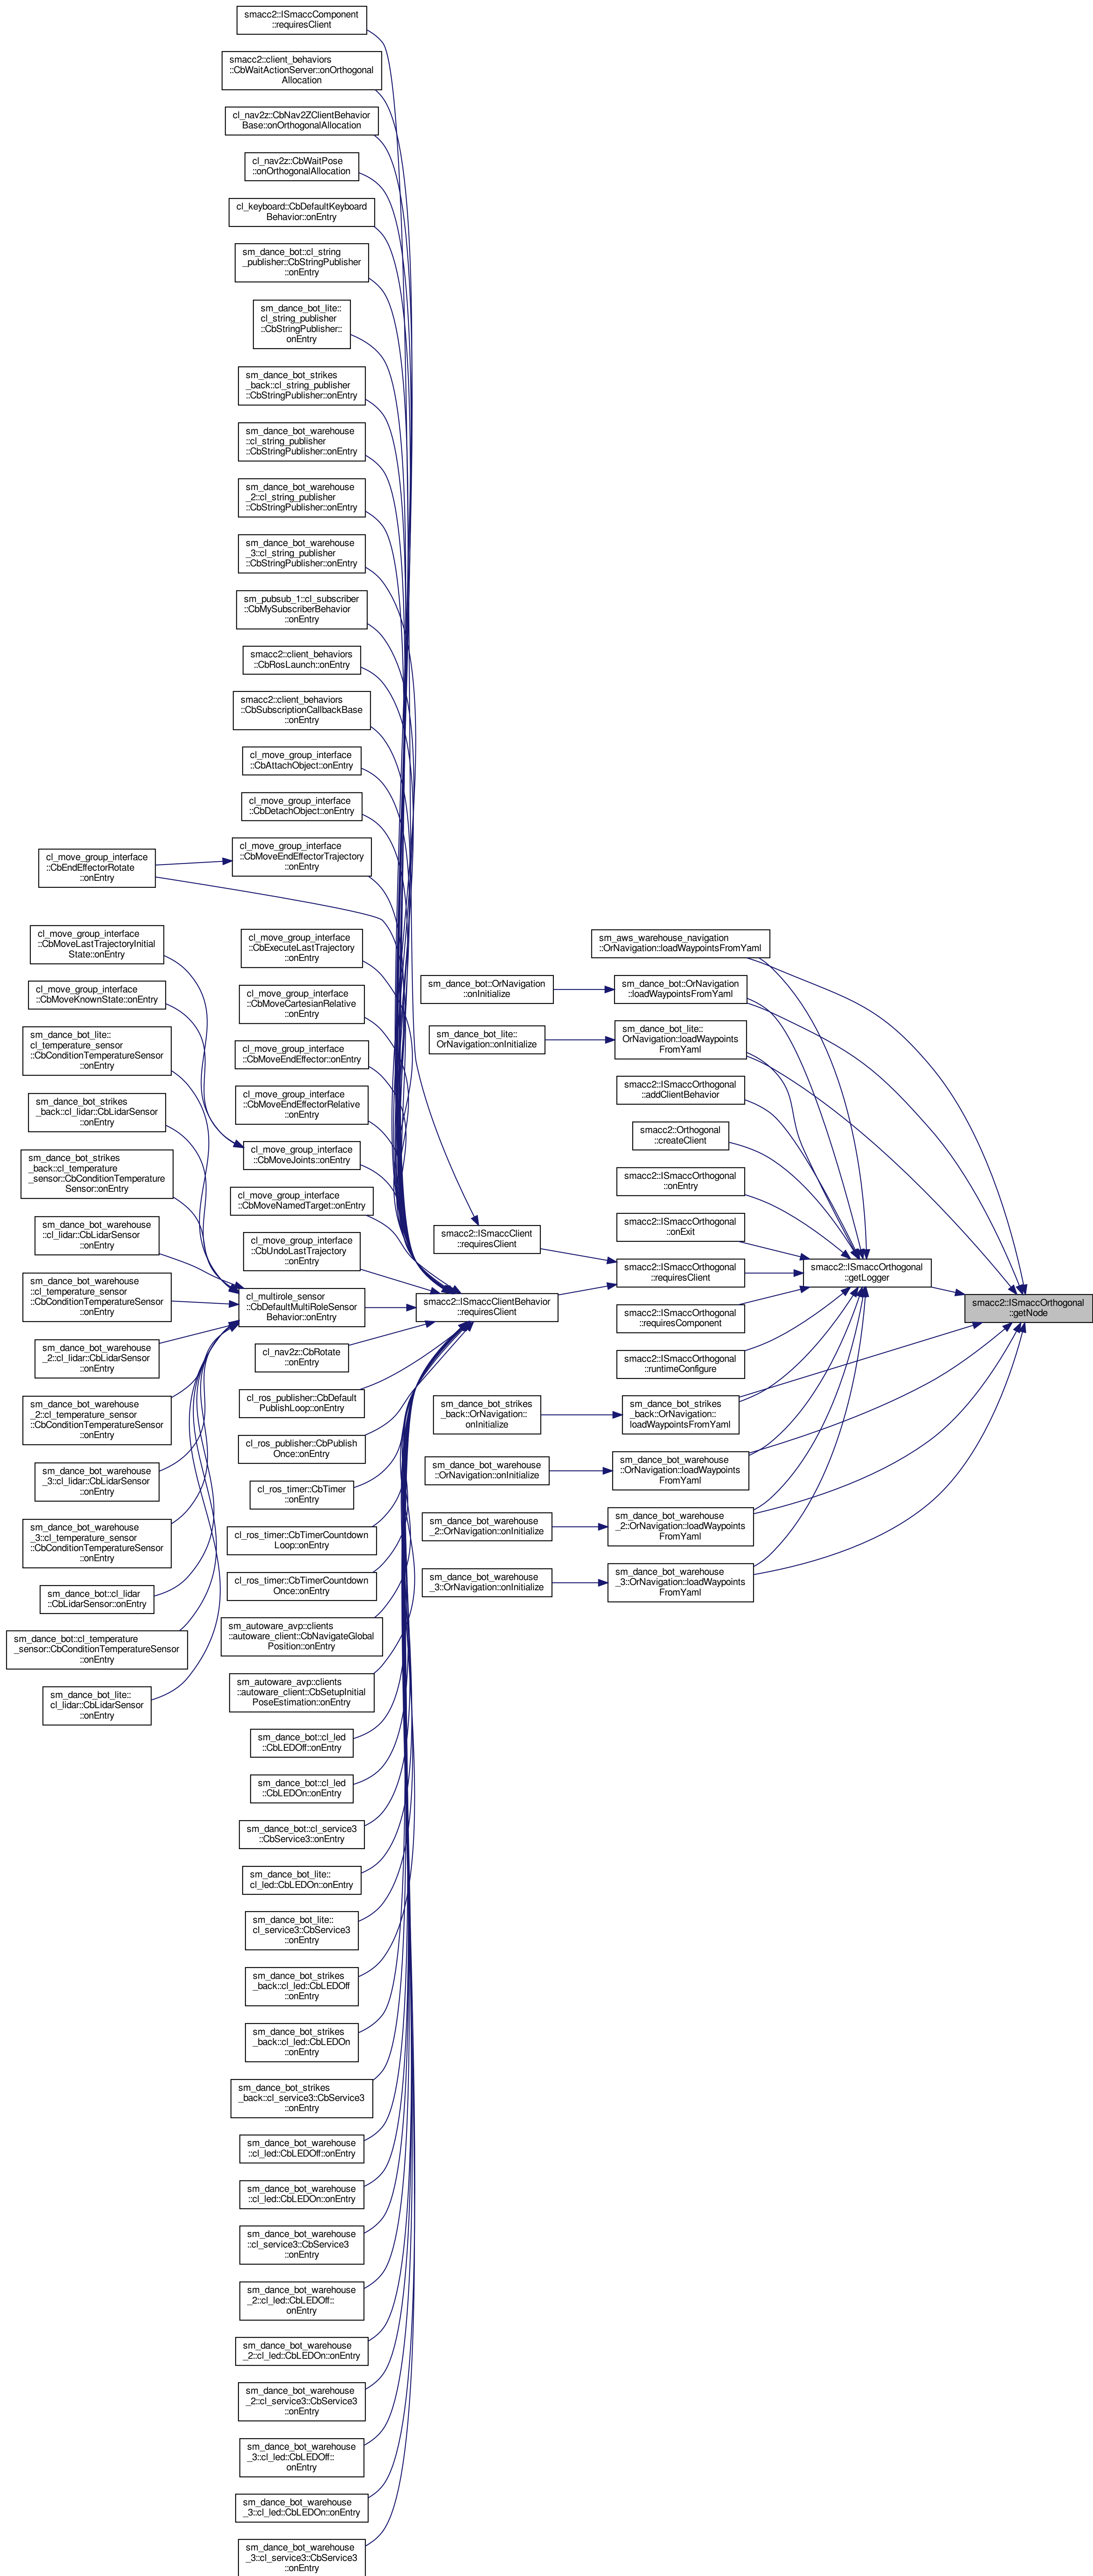 smacc2::ISmaccComponent
::requiresClient
smacc2::client_behaviors
::CbWaitActionServer::onOrthogonal
Allocation
cl_nav2z::CbNav2ZClientBehavior
Base::onOrthogonalAllocation
cl_nav2z::CbWaitPose
::onOrthogonalAllocation
cl_keyboard::CbDefaultKeyboard
Behavior::onEntry
sm_dance_bot::cl_string
_publisher::CbStringPublisher
::onEntry
sm_dance_bot_lite::
cl_string_publisher
::CbStringPublisher::
onEntry
sm_dance_bot_strikes
_back::cl_string_publisher
::CbStringPublisher::onEntry
sm_dance_bot_warehouse
::cl_string_publisher
::CbStringPublisher::onEntry
sm_dance_bot_warehouse
_2::cl_string_publisher
::CbStringPublisher::onEntry
sm_dance_bot_warehouse
_3::cl_string_publisher
::CbStringPublisher::onEntry
sm_pubsub_1::cl_subscriber
::CbMySubscriberBehavior
::onEntry
smacc2::client_behaviors
::CbRosLaunch::onEntry
smacc2::client_behaviors
::CbSubscriptionCallbackBase
::onEntry
cl_move_group_interface
::CbAttachObject::onEntry
cl_move_group_interface
::CbDetachObject::onEntry
cl_move_group_interface
::CbMoveEndEffectorTrajectory
::onEntry
cl_move_group_interface
::CbEndEffectorRotate
::onEntry
cl_move_group_interface
::CbExecuteLastTrajectory
::onEntry
cl_move_group_interface
::CbMoveCartesianRelative
::onEntry
cl_move_group_interface
::CbMoveEndEffector::onEntry
cl_move_group_interface
::CbMoveEndEffectorRelative
::onEntry
cl_move_group_interface
::CbMoveJoints::onEntry
cl_move_group_interface
::CbMoveNamedTarget::onEntry
cl_move_group_interface
::CbUndoLastTrajectory
::onEntry
cl_multirole_sensor
::CbDefaultMultiRoleSensor
Behavior::onEntry
cl_nav2z::CbRotate
::onEntry
cl_ros_publisher::CbDefault
PublishLoop::onEntry
cl_ros_publisher::CbPublish
Once::onEntry
cl_ros_timer::CbTimer
::onEntry
cl_ros_timer::CbTimerCountdown
Loop::onEntry
cl_ros_timer::CbTimerCountdown
Once::onEntry
sm_autoware_avp::clients
::autoware_client::CbNavigateGlobal
Position::onEntry
sm_autoware_avp::clients
::autoware_client::CbSetupInitial
PoseEstimation::onEntry
sm_dance_bot::cl_led
::CbLEDOff::onEntry
sm_dance_bot::cl_led
::CbLEDOn::onEntry
sm_dance_bot::cl_service3
::CbService3::onEntry
sm_dance_bot_lite::
cl_led::CbLEDOn::onEntry
sm_dance_bot_lite::
cl_service3::CbService3
::onEntry
sm_dance_bot_strikes
_back::cl_led::CbLEDOff
::onEntry
sm_dance_bot_strikes
_back::cl_led::CbLEDOn
::onEntry
sm_dance_bot_strikes
_back::cl_service3::CbService3
::onEntry
sm_dance_bot_warehouse
::cl_led::CbLEDOff::onEntry
sm_dance_bot_warehouse
::cl_led::CbLEDOn::onEntry
sm_dance_bot_warehouse
::cl_service3::CbService3
::onEntry
sm_dance_bot_warehouse
_2::cl_led::CbLEDOff::
onEntry
sm_dance_bot_warehouse
_2::cl_led::CbLEDOn::onEntry
sm_dance_bot_warehouse
_2::cl_service3::CbService3
::onEntry
sm_dance_bot_warehouse
_3::cl_led::CbLEDOff::
onEntry
sm_dance_bot_warehouse
_3::cl_led::CbLEDOn::onEntry
sm_dance_bot_warehouse
_3::cl_service3::CbService3
::onEntry
cl_move_group_interface
::CbMoveLastTrajectoryInitial
State::onEntry
cl_move_group_interface
::CbMoveKnownState::onEntry
sm_dance_bot_lite::
cl_temperature_sensor
::CbConditionTemperatureSensor
::onEntry
sm_dance_bot_strikes
_back::cl_lidar::CbLidarSensor
::onEntry
sm_dance_bot_strikes
_back::cl_temperature
_sensor::CbConditionTemperature
Sensor::onEntry
sm_dance_bot_warehouse
::cl_lidar::CbLidarSensor
::onEntry
sm_dance_bot_warehouse
::cl_temperature_sensor
::CbConditionTemperatureSensor
::onEntry
sm_dance_bot_warehouse
_2::cl_lidar::CbLidarSensor
::onEntry
sm_dance_bot_warehouse
_2::cl_temperature_sensor
::CbConditionTemperatureSensor
::onEntry
sm_dance_bot_warehouse
_3::cl_lidar::CbLidarSensor
::onEntry
sm_dance_bot_warehouse
_3::cl_temperature_sensor
::CbConditionTemperatureSensor
::onEntry
sm_dance_bot::cl_lidar
::CbLidarSensor::onEntry
sm_dance_bot::cl_temperature
_sensor::CbConditionTemperatureSensor
::onEntry
sm_dance_bot_lite::
cl_lidar::CbLidarSensor
::onEntry
sm_dance_bot::OrNavigation
::onInitialize
sm_dance_bot_lite::
OrNavigation::onInitialize
smacc2::ISmaccClient
::requiresClient
smacc2::ISmaccClientBehavior
::requiresClient
sm_dance_bot_strikes
_back::OrNavigation::
onInitialize
sm_dance_bot_warehouse
::OrNavigation::onInitialize
sm_dance_bot_warehouse
_2::OrNavigation::onInitialize
sm_dance_bot_warehouse
_3::OrNavigation::onInitialize
sm_aws_warehouse_navigation
::OrNavigation::loadWaypointsFromYaml
sm_dance_bot::OrNavigation
::loadWaypointsFromYaml
sm_dance_bot_lite::
OrNavigation::loadWaypoints
FromYaml
smacc2::ISmaccOrthogonal
::addClientBehavior
smacc2::Orthogonal
::createClient
smacc2::ISmaccOrthogonal
::onEntry
smacc2::ISmaccOrthogonal
::onExit
smacc2::ISmaccOrthogonal
::requiresClient
smacc2::ISmaccOrthogonal
::requiresComponent
smacc2::ISmaccOrthogonal
::runtimeConfigure
sm_dance_bot_strikes
_back::OrNavigation::
loadWaypointsFromYaml
sm_dance_bot_warehouse
::OrNavigation::loadWaypoints
FromYaml
sm_dance_bot_warehouse
_2::OrNavigation::loadWaypoints
FromYaml
sm_dance_bot_warehouse
_3::OrNavigation::loadWaypoints
FromYaml
smacc2::ISmaccOrthogonal
::getLogger
smacc2::ISmaccOrthogonal
::getNode